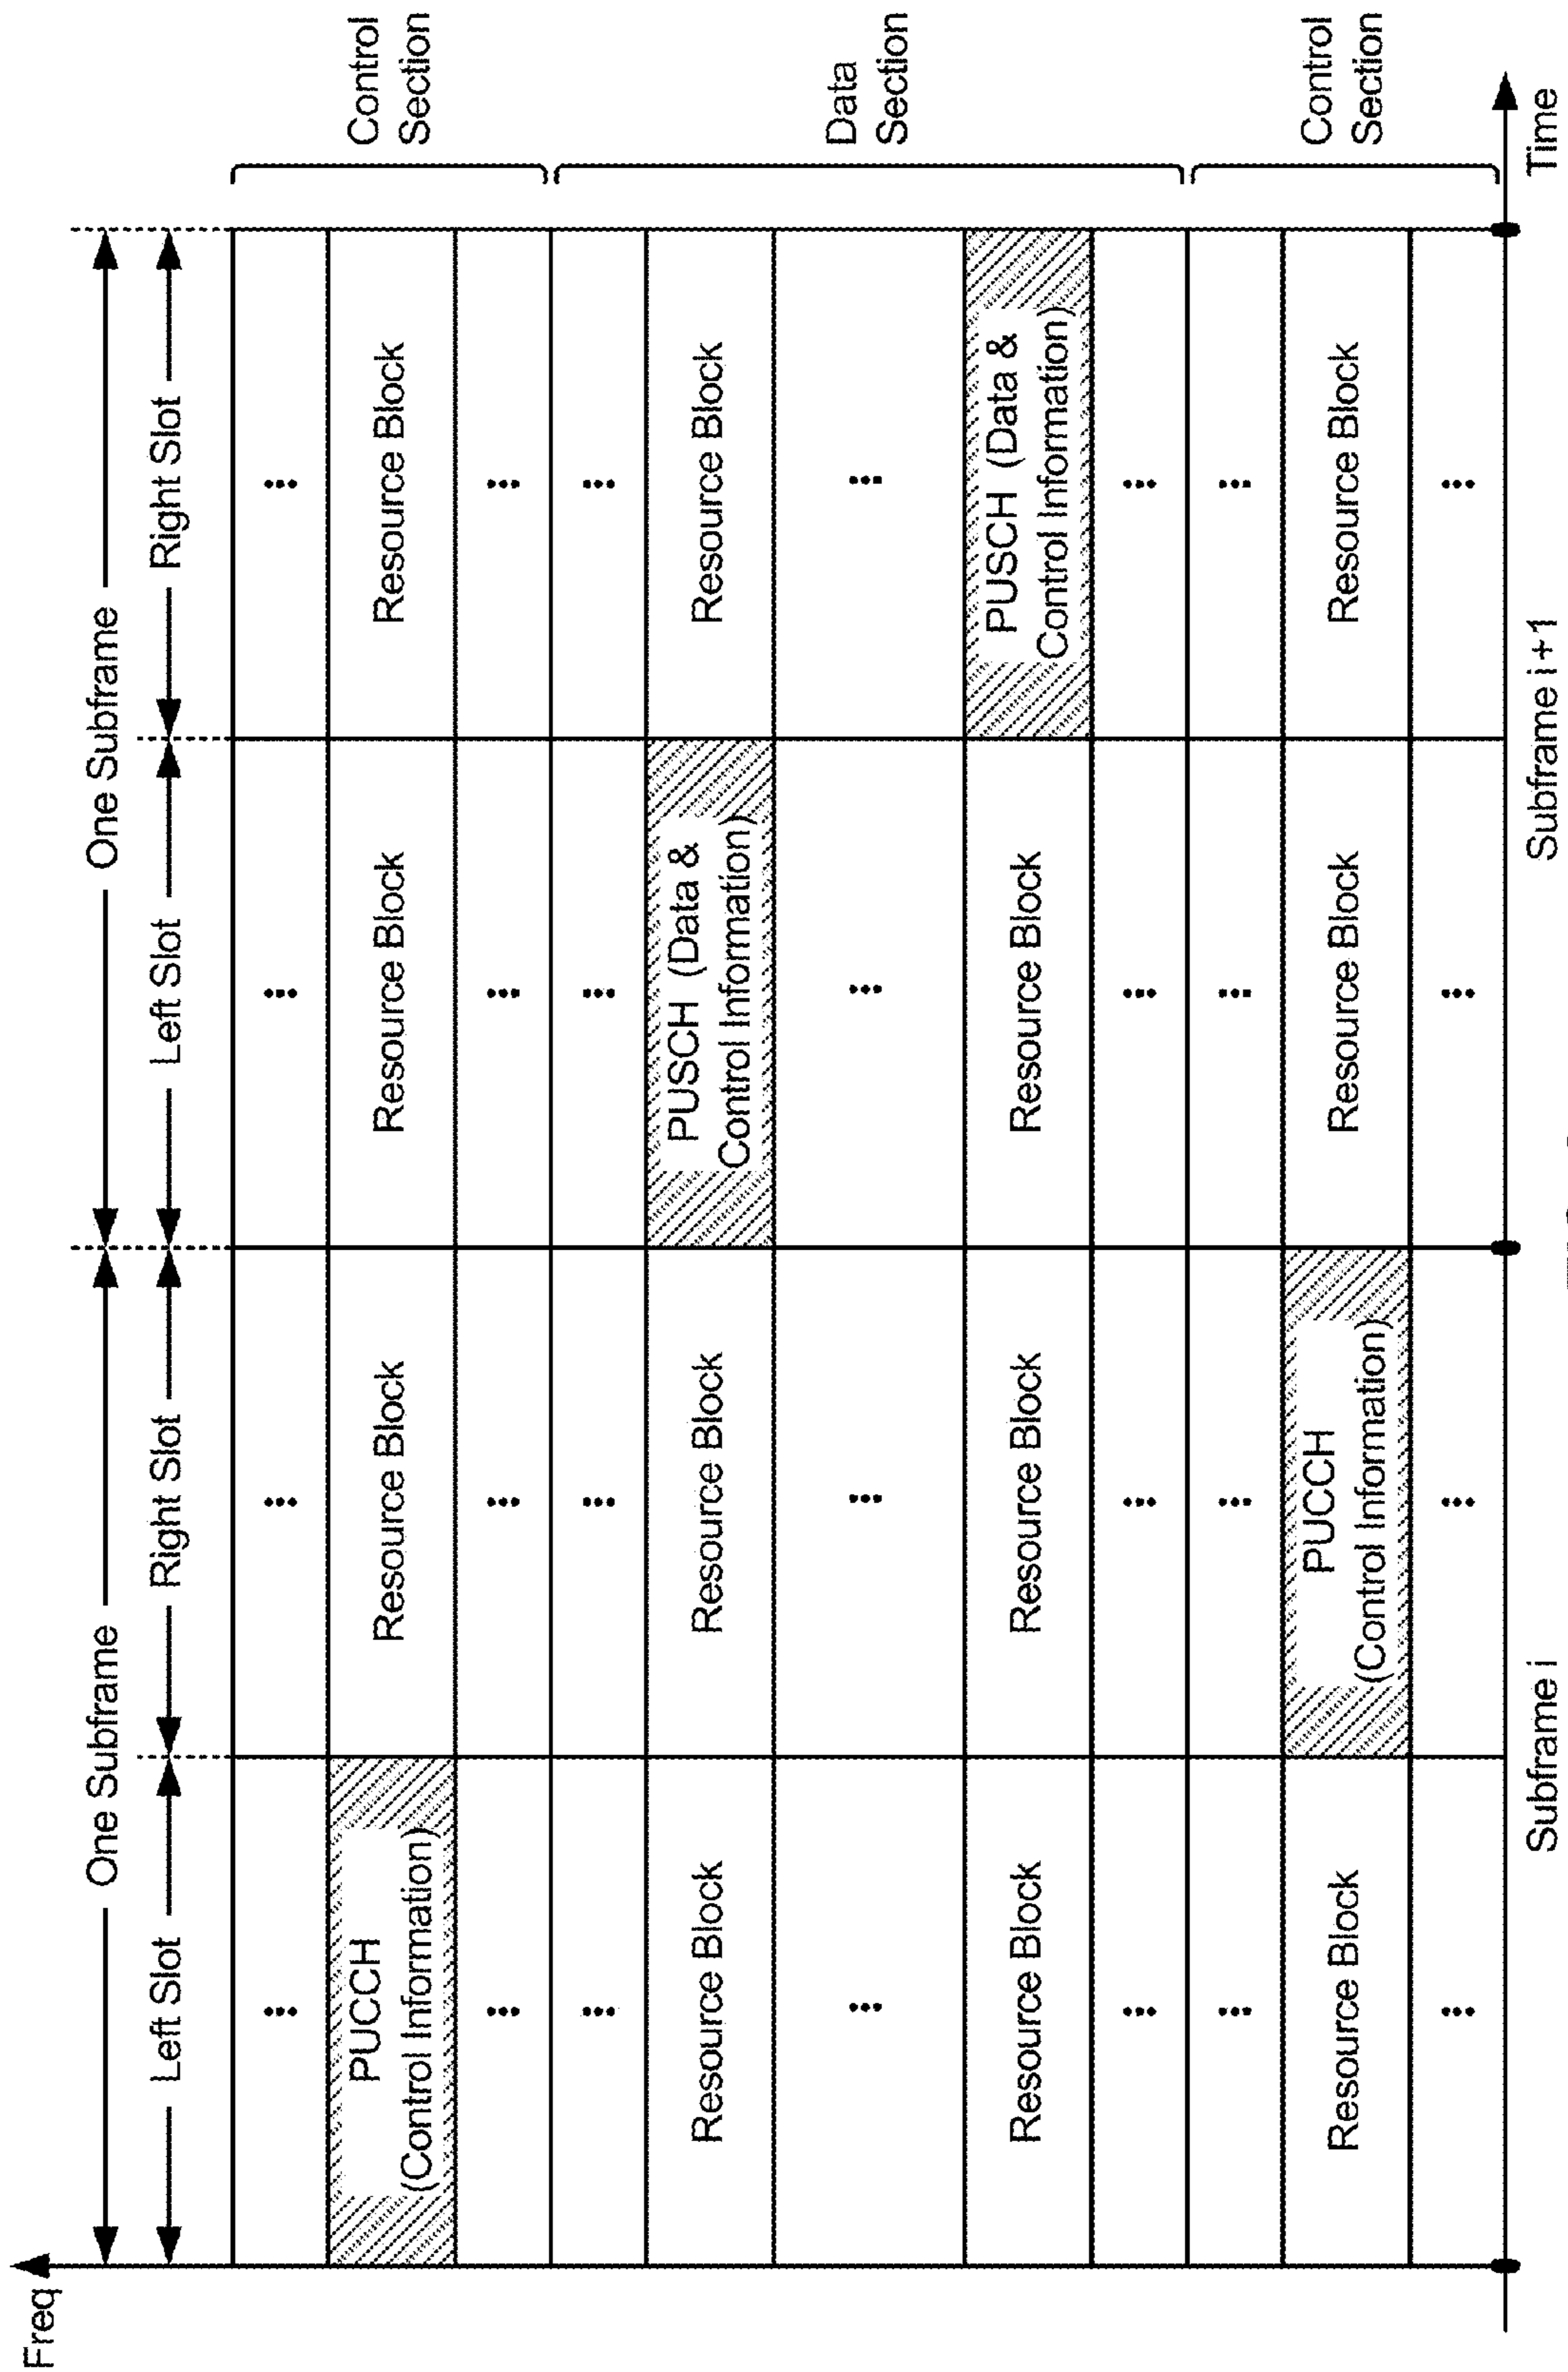 Freq
One Subframe
One Subframe
Left Slot
Right Slot
Left Slot
Right Slot
⋮
⋮
⋮
⋮
PUCCH
(Control Information)
Resource Block
Resource Block
Resource Block
Control
Section
⋮
⋮
⋮
⋮
⋮
⋮
⋮
⋮
Resource Block
Resource Block
PUSCH (Data &
Control Information)
Resource Block
⋮
⋮
⋮
⋮
Data
Section
Resource Block
Resource Block
Resource Block
PUSCH (Data &
Control Information)
⋮
⋮
⋮
⋮
⋮
⋮
⋮
⋮
Resource Block
PUCCH
(Control Information)
Resource Block
Resource Block
Control
Section
⋮
⋮
⋮
⋮
Subframe i
Subframe i+1
Time